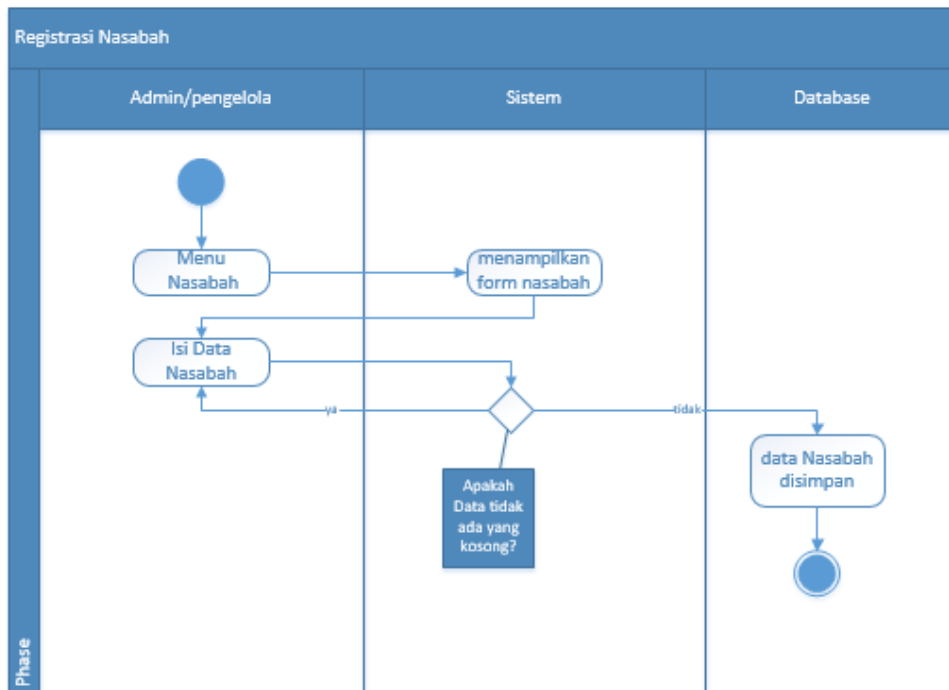 Registrasi Nasabah
Admin/pengelola
Sistem
Database
Menu
Nasabah
menampilkan
form nasabah
Isi Data
Nasabah
ya
tidak
Apakah
Data tidak
ada yang
kosong?
data Nasabah
disimpan
Phase